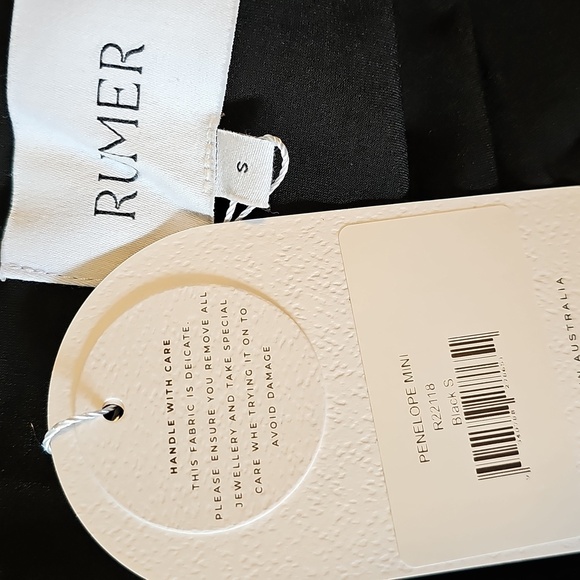 RUMER
S
HANDLE WITH CARE
THIS FABRIC IS DEICATE.
PLEASE ENSURE YOU REMOVE ALL
JEWELLERY AND TAKE SPECIAL
CARE WHE TRYING IT ON TO
AVOID DAMAGE
PENELOPE MINI
R22118
Black S
AUSTRALIA